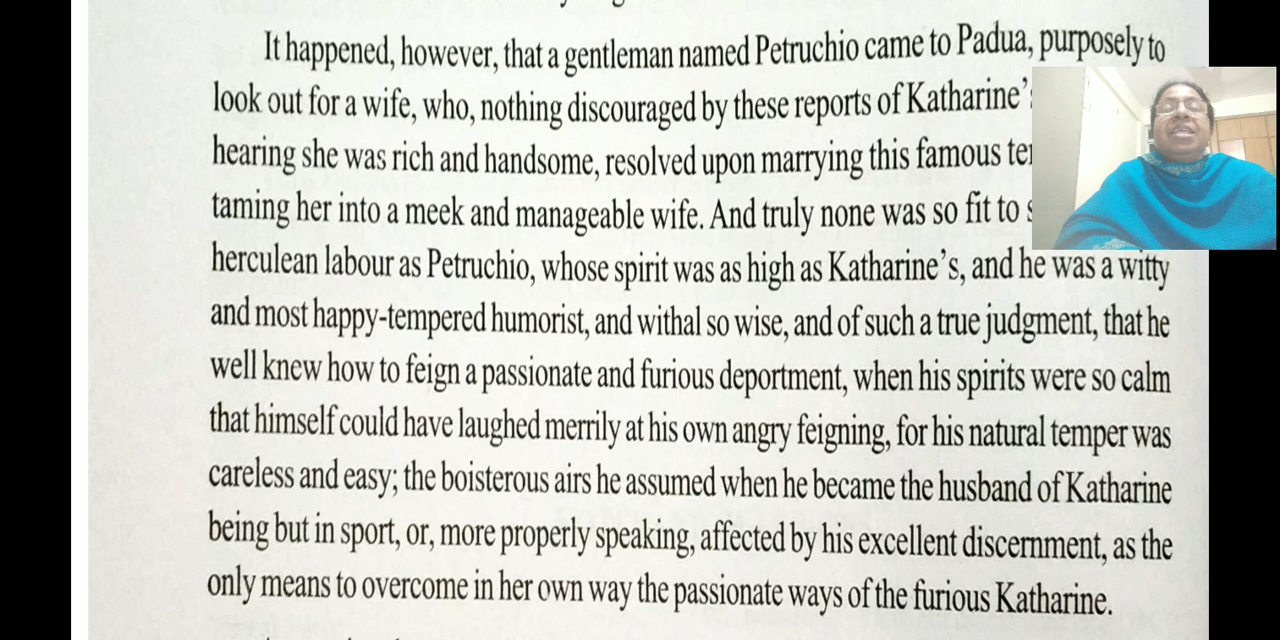 It happened, however, that a gentleman named Petruchio came to Padua, purposely to
look out for a wife, who, nothing discouraged by these reports of Katharine's
hearing she was rich and handsome, resolved upon marrying this famous
taming her into a meek and manageable wife. And truly none was so fit to
herculean labour as Petruchio, whose spirit was as high as Katharine's, and he was a witty
and most happy-tempered humorist, and withal so wise, and of such a true judgment, that he
well knew how to feign a passionate and furious deportment, when his spirits were so calm
that himself could have laughed merrily at his own angry feigning, for his natural temper was
careless and easy; the boisterous airs he assumed when he became the husband of Katharine
being but in sport, or, more properly speaking, affected by his excellent discernment, as the
only means to overcome in her own way the passionate ways of the furious Katharine.